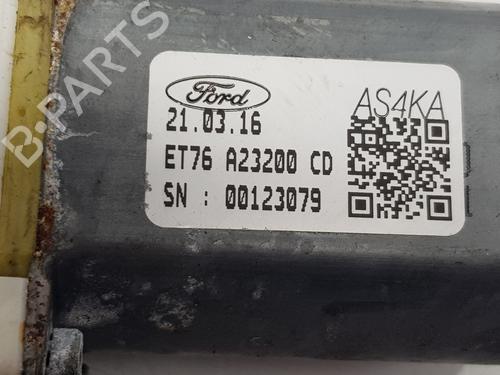 B-PARTS
Ford
AS4KA
21.03.16
ET76 A23200 CD
SN : 00123079